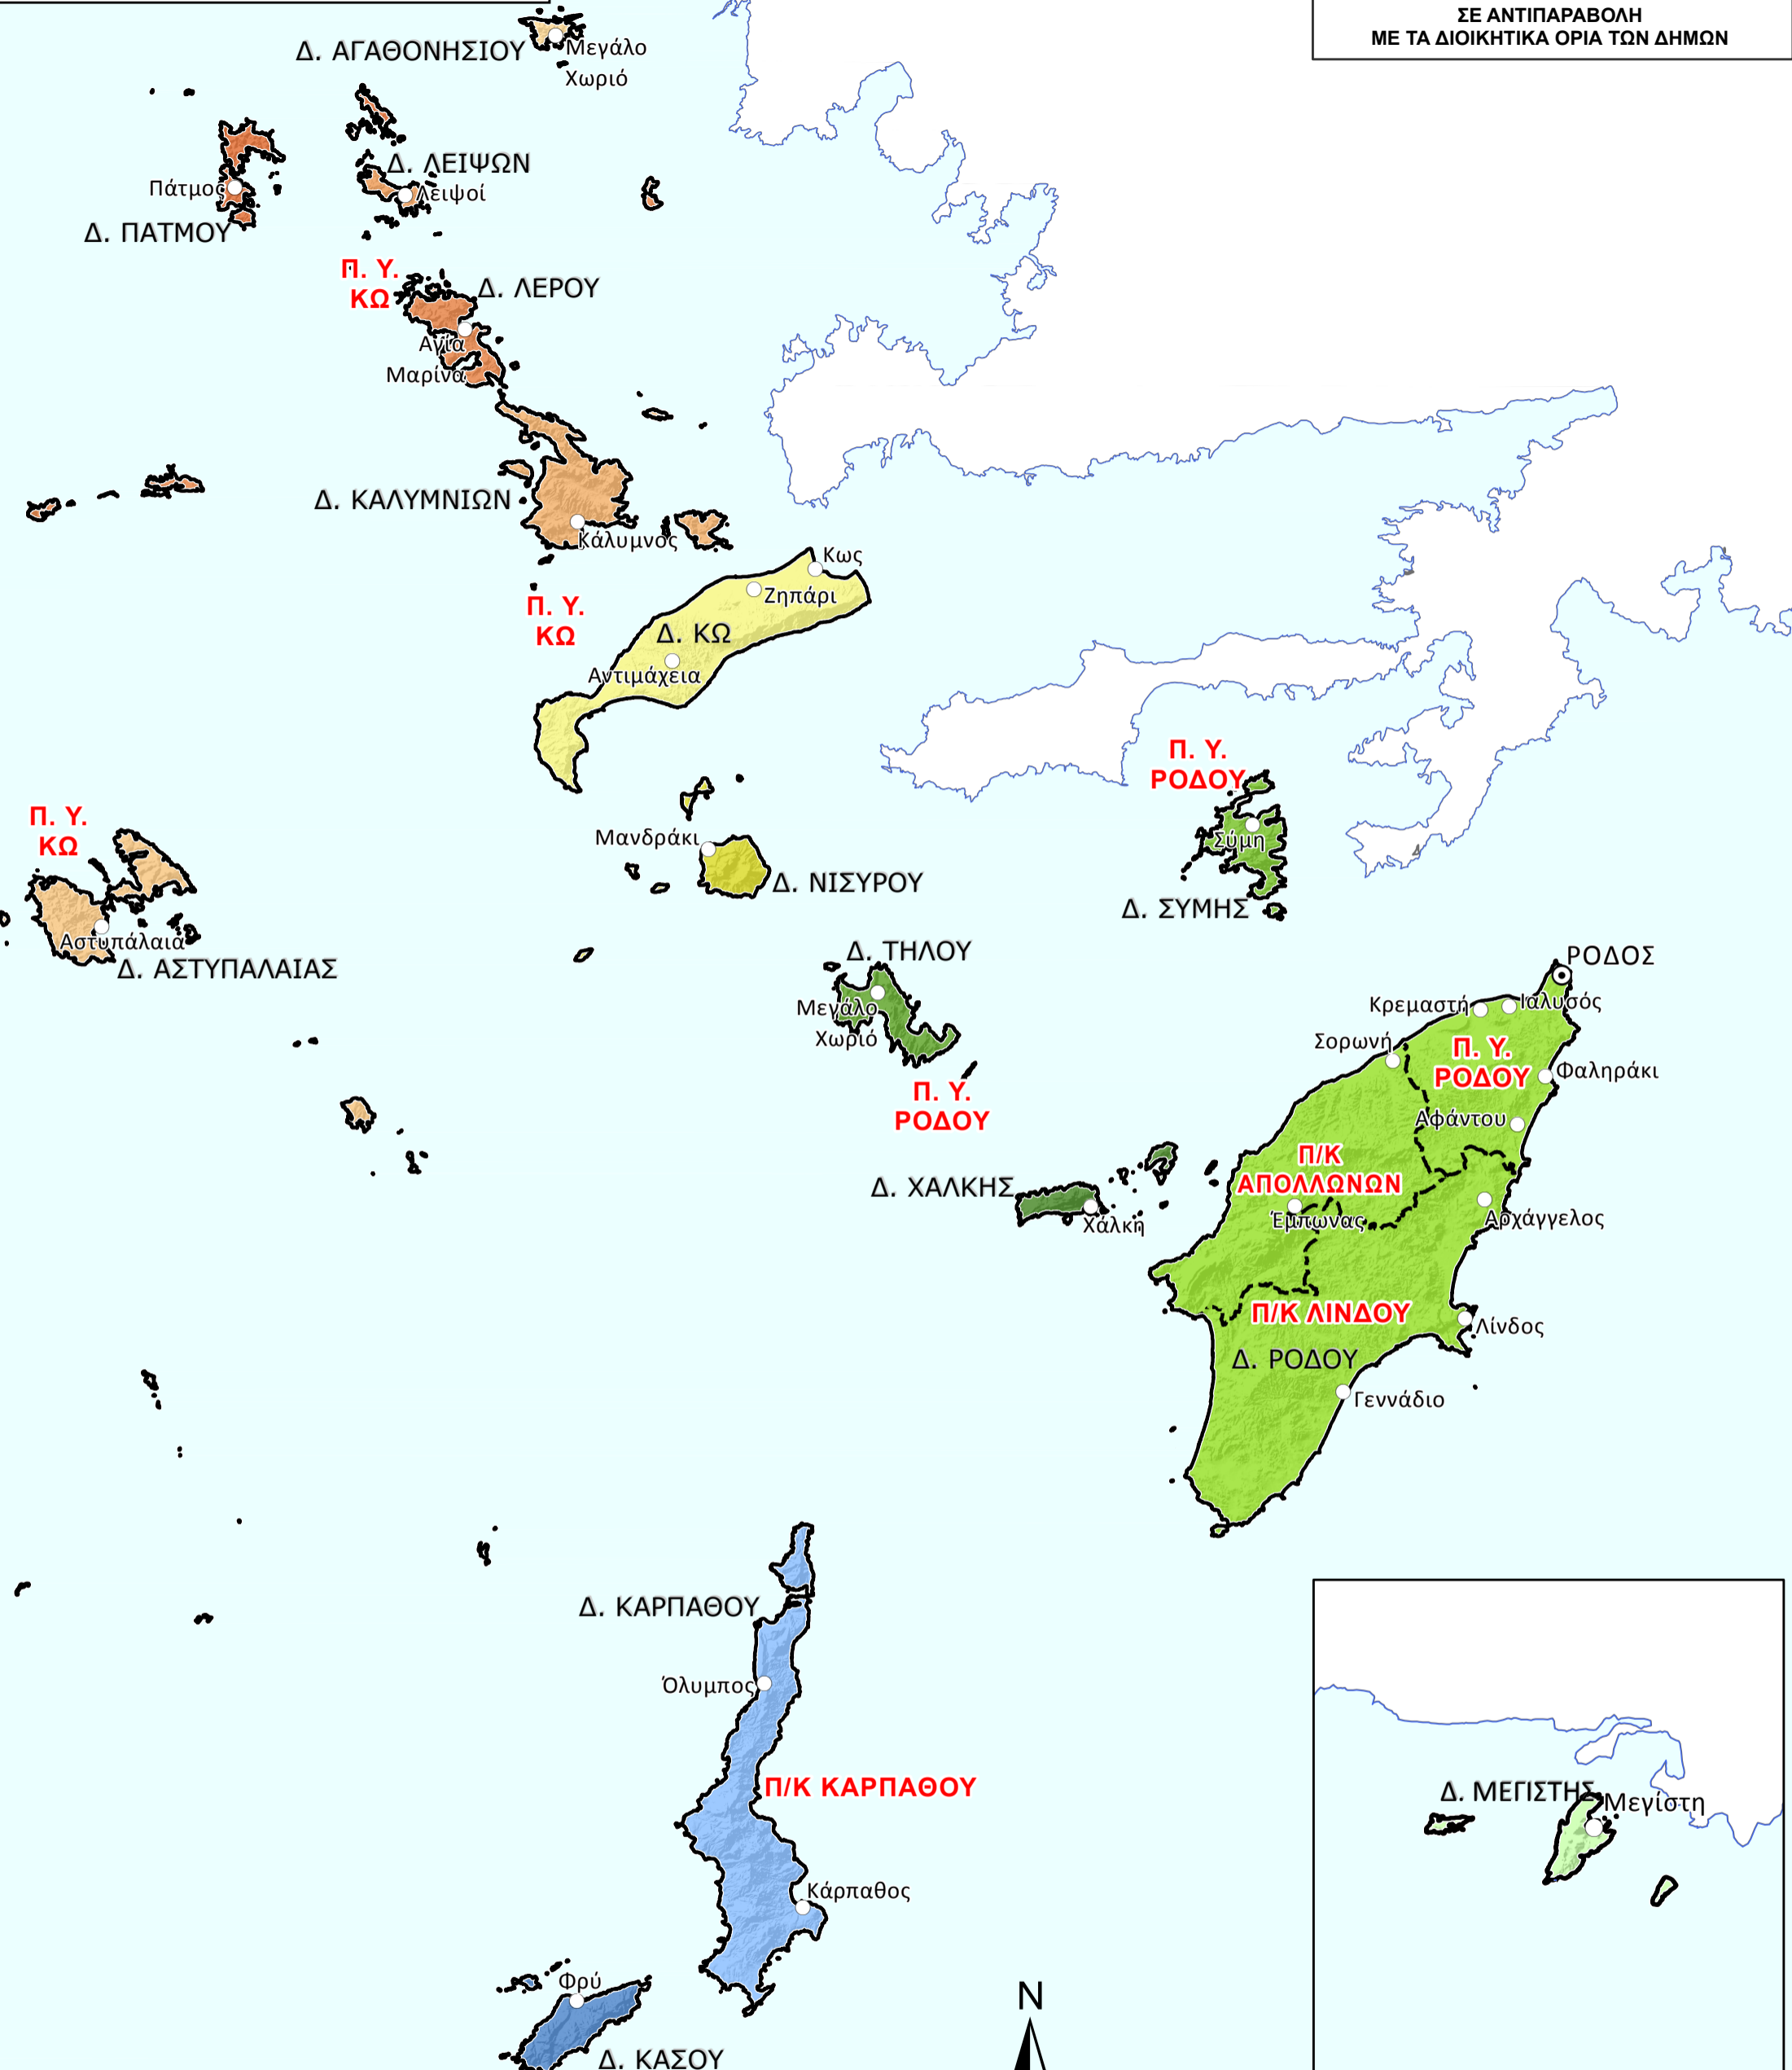 ΣΕ ΑΝΤΙΠΑΡΑΒΟΛΗ
ΜΕ ΤΑ ΔΙΟΙΚΗΤΙΚΑ ΟΡΙΑ ΤΩΝ ΔΗΜΩΝ
Δ. ΑΓΑΘΟΝΗΣΙΟΥ
Μεγάλο
Χωριό
Δ. ΛΕΙΨΩΝ
Λειψοί
Πάτμος
Δ. ΠΑΤΜΟΥ
Π. Υ.
ΚΩ
Δ. ΛΕΡΟΥ
Αγία
Μαρίνα
Δ. ΚΑΛΥΜΝΙΩΝ
Κάλυμνος
Κως
Ζηπάρι
Π. Υ.
ΚΩ
Δ. ΚΩ
Αντιμάχεια
Π. Υ.
ΡΟΔΟΥ
Σύμη
Δ. ΣΥΜΗΣ
Π. Υ.
ΚΩ
Αστυπάλαια
Δ. ΑΣΤΥΠΑΛΑΙΑΣ
Μανδράκι
Δ. ΝΙΣΥΡΟΥ
Δ. ΤΗΛΟΥ
Μεγάλο
Χωριό
Π. Υ.
ΡΟΔΟΥ
ΡΟΔΟΣ
Κρεμαστή
Ιαλυσός
Σορωνή
Π. Υ.
ΡΟΔΟΥ
Φαληράκι
Αφάντου
Π/Κ
ΑΠΟΛΛΩΝΩΝ
Δ. ΧΑΛΚΗΣ
Χάλκη
Έμπωνας
Αρχάγγελος
Π/Κ ΛΙΝΔΟΥ
Λίνδος
Δ. ΡΟΔΟΥ
Γεννάδιο
Δ. ΚΑΡΠΑΘΟΥ
Όλυμπος
Π/Κ ΚΑΡΠΑΘΟΥ
Δ. ΜΕΓΙΣΤΗΣ
Μεγίστη
Κάρπαθος
Φρύ
Δ. ΚΑΣΟΥ
N